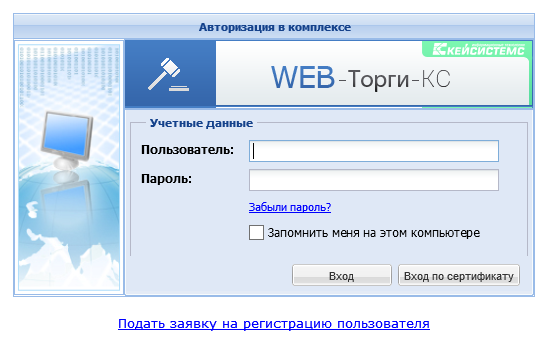 Авторизация в комплексе
КЕЙСИСТЕМС
WEB-Торги-КС
Учетные данные
Пользователь:
Пароль:
Забыли пароль?
Запомнить меня на этом компьютере
Вход
Вход по сертификату
Подать заявку на регистрацию пользователя